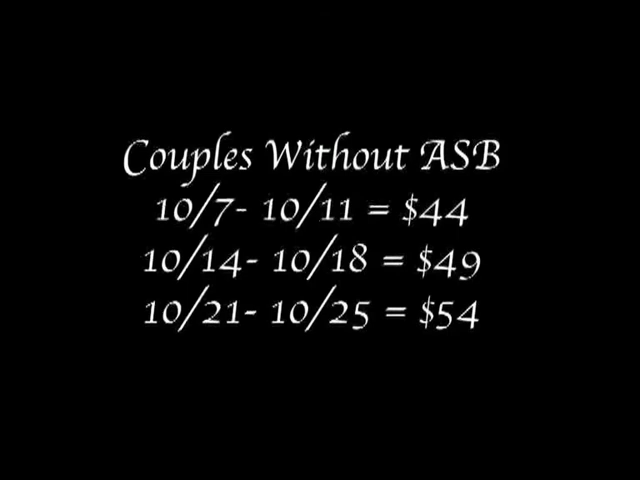 Couples Without ASB
10/7- 10/11 = $44
10/14- 10/18 = $49
10/21- 10/25 = $54